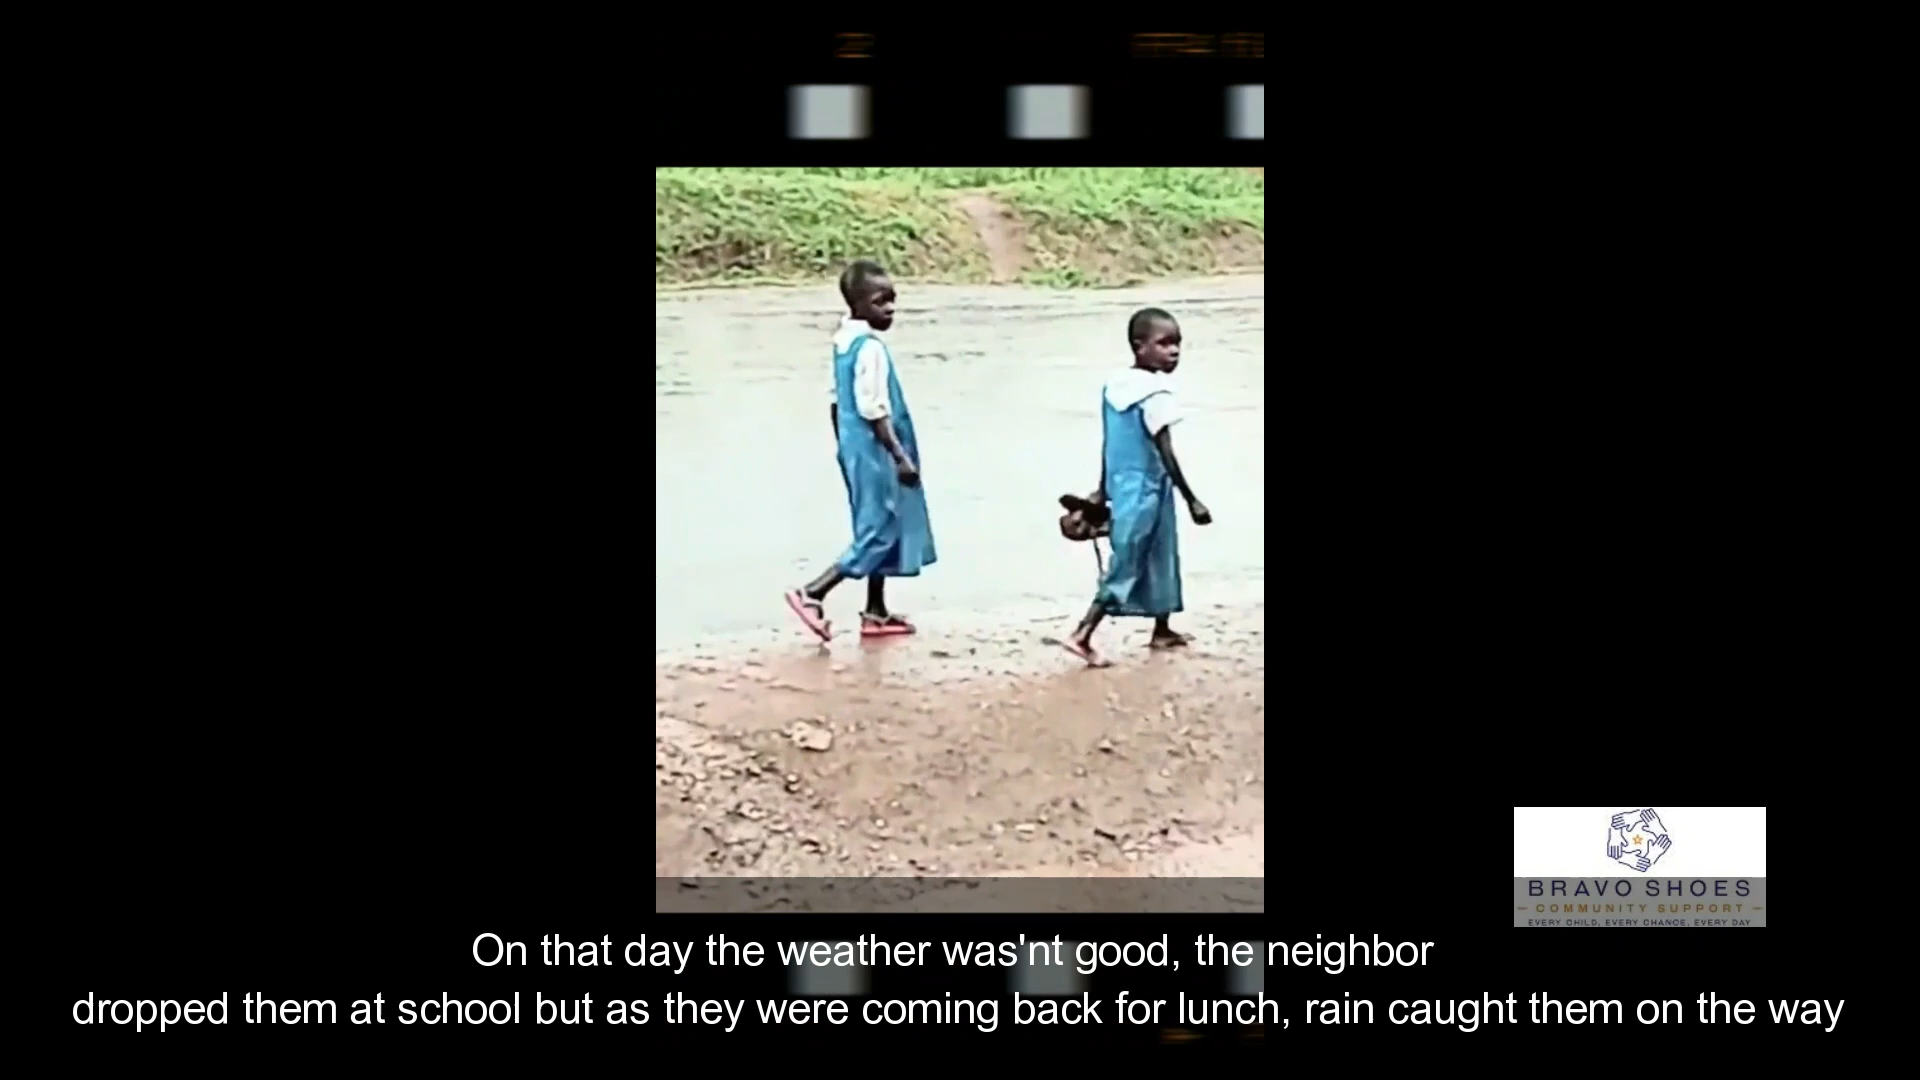 BRAVO SHOES
COMMUNITY SUPPORT
EVERY CHILD, EVERY CHANCE, EVERY DAY
On that day the weather was'nt good, the neighbor
dropped them at school but as they were coming back for lunch, rain caught them on the way